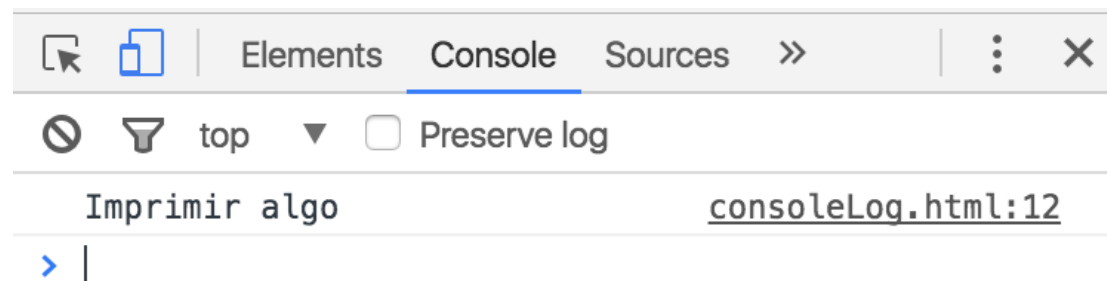 Elements Console Sources
top Preserve log
Imprimir algo consoleLog.html:12